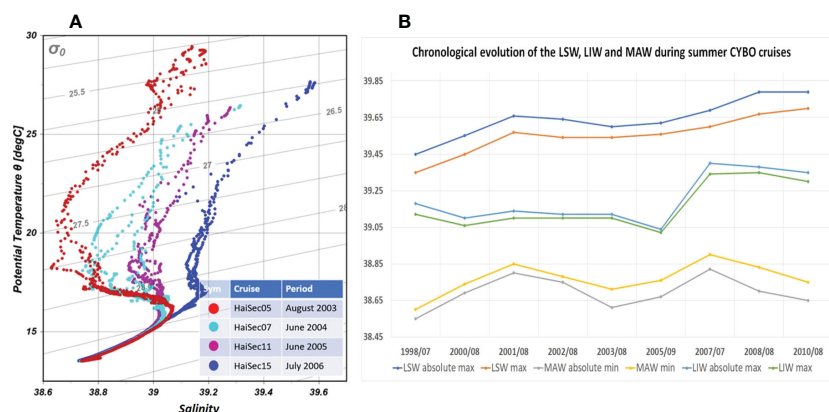 A
B
σ0
30
25
20
15
Potential Temperature θ [degC]
25.5
26
26.5
27
27.5
28
Cruise Period
HaiSec05 August 2003
HaiSec07 June 2004
HaiSec11 June 2005
HaiSec15 July 2006
38.6 38.8 39 39.2 39.4 39.6
Salinity
Chronological evolution of the LSW, LIW and MAW during summer CYBO cruises
39.85
39.65
39.45
39.25
39.05
38.85
38.65
38.45
1998/07 2000/08 2001/08 2002/08 2003/08 2005/09 2007/07 2008/08 2010/08
LSW absolute max LSW max MAW absolute min MAW min LIW absolute max LIW max